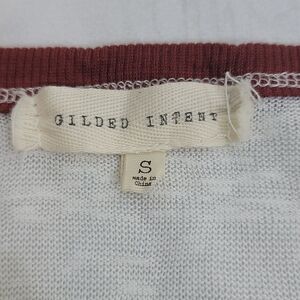 GILDED INTENT
S
made in
China